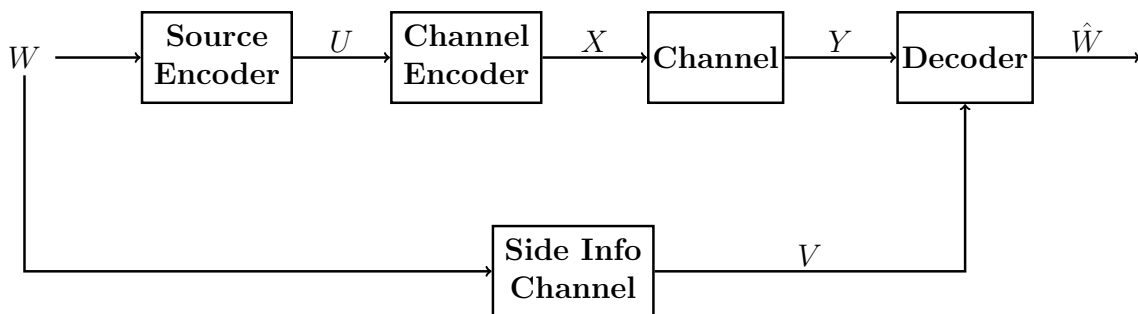 W
Source
Encoder
U
Channel
Encoder
X
Channel
Y
Decoder
Ŵ
Side Info
Channel
V